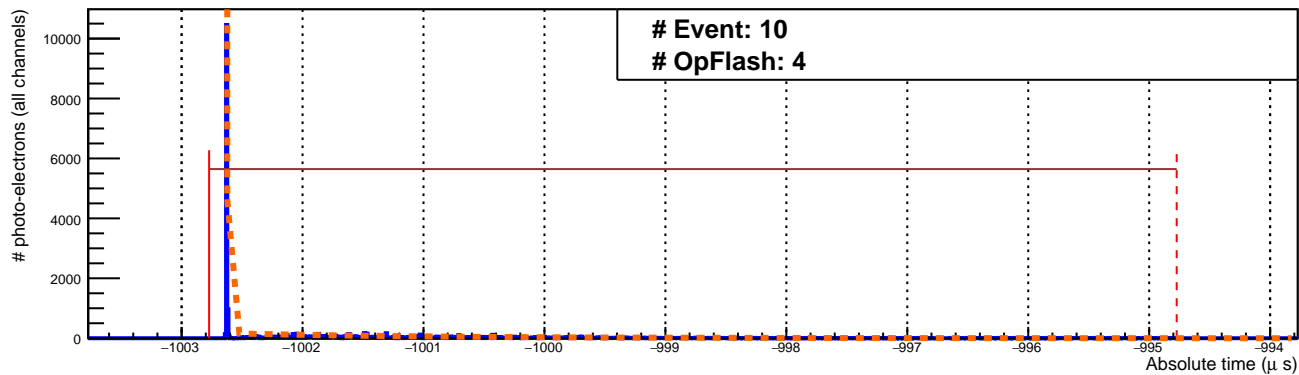 # Event: 10
# OpFlash: 4
# photo-electrons (all channels)
10000
8000
6000
4000
2000
0
−1003 −1002 −1001 −1000 −999 −998 −997 −996 −995 −994
Absolute time (μ s)